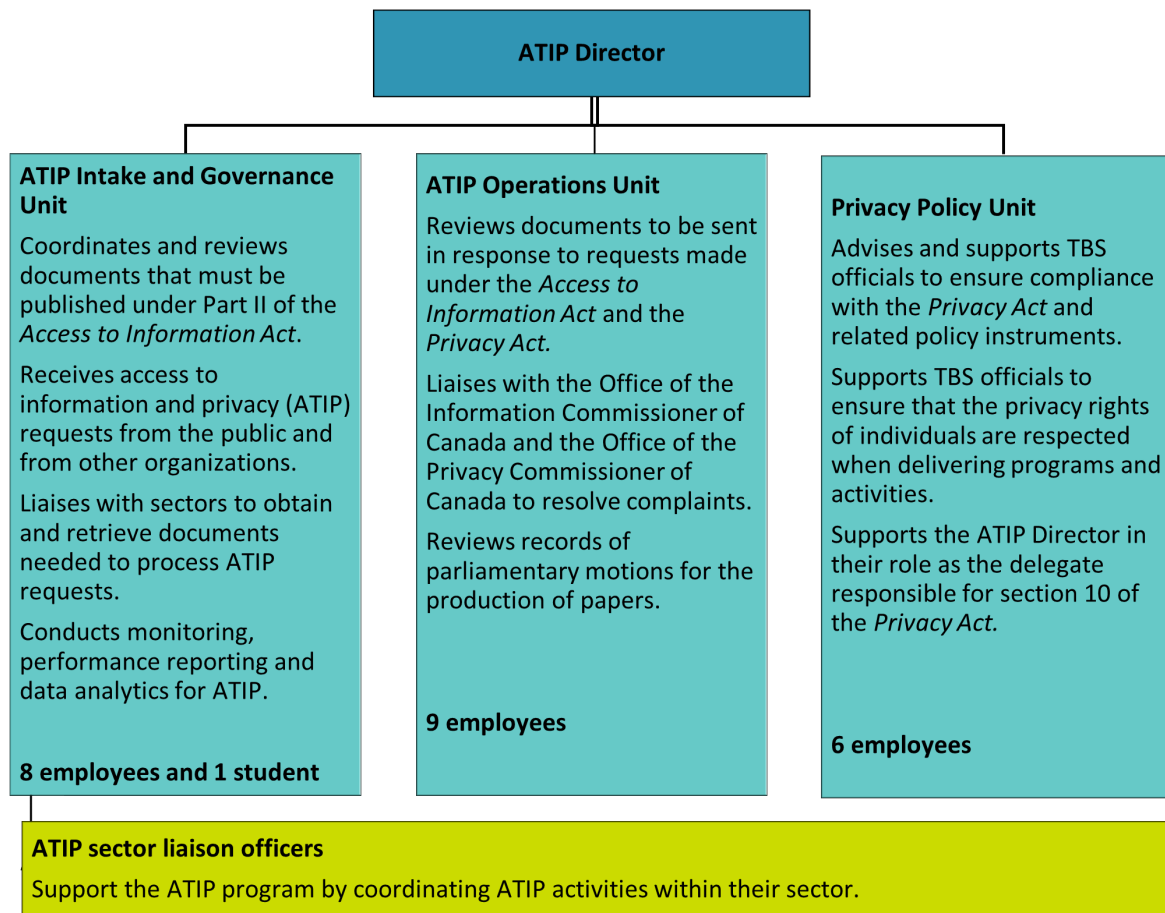 ATIP Director
ATIP Intake and Governance
Unit
Coordinates and reviews
documents that must be
published under Part II of the
Access to Information Act.
Receives access to
information and privacy (ATIP)
requests from the public and
from other organizations.
Liaises with sectors to obtain
and retrieve documents
needed to process ATIP
requests.
Conducts monitoring,
performance reporting and
data analytics for ATIP.
8 employees and 1 student
ATIP Operations Unit
Reviews documents to be sent
in response to requests made
under the Access to
Information Act and the
Privacy Act.
Liaises with the Office of the
Information Commissioner of
Canada and the Office of the
Privacy Commissioner of
Canada to resolve complaints.
Reviews records of
parliamentary motions for the
production of papers.
9 employees
Privacy Policy Unit
Advises and supports TBS
officials to ensure compliance
with the Privacy Act and
related policy instruments.
Supports TBS officials to
ensure that the privacy rights
of individuals are respected
when delivering programs and
activities.
Supports the ATIP Director in
their role as the delegate
responsible for section 10 of
the Privacy Act.
6 employees
ATIP sector liaison officers
Support the ATIP program by coordinating ATIP activities within their sector.